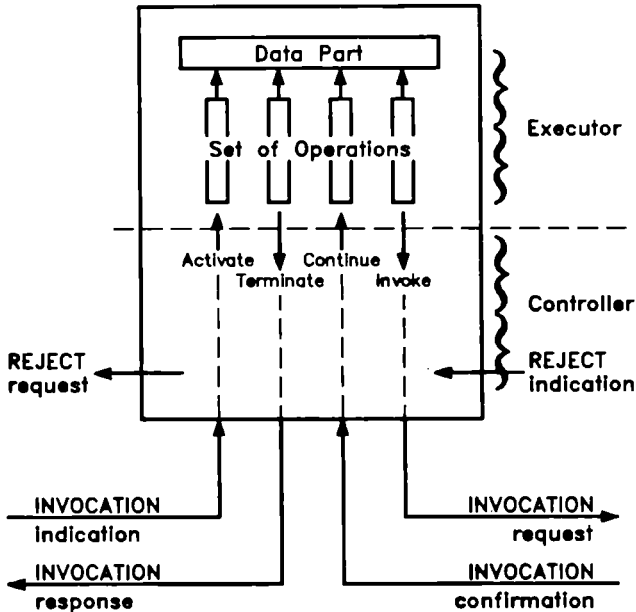 Data Part
Set of Operations
Executor
Activate
Continue
Terminate
Invoke
Controller
REJECT
request
REJECT
indication
INVOCATION
indication
INVOCATION
request
INVOCATION
response
INVOCATION
confirmation